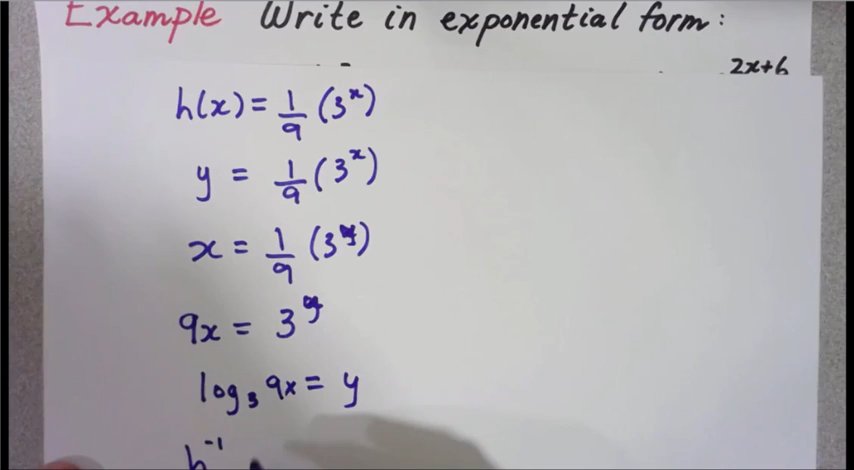 Example Write in exponential form:
2x+6
h(x) = 1/9 (3^x)
y = 1/9 (3^x)
x = 1/9 (3^y)
9x = 3^y
log₃ 9x = y
h⁻¹